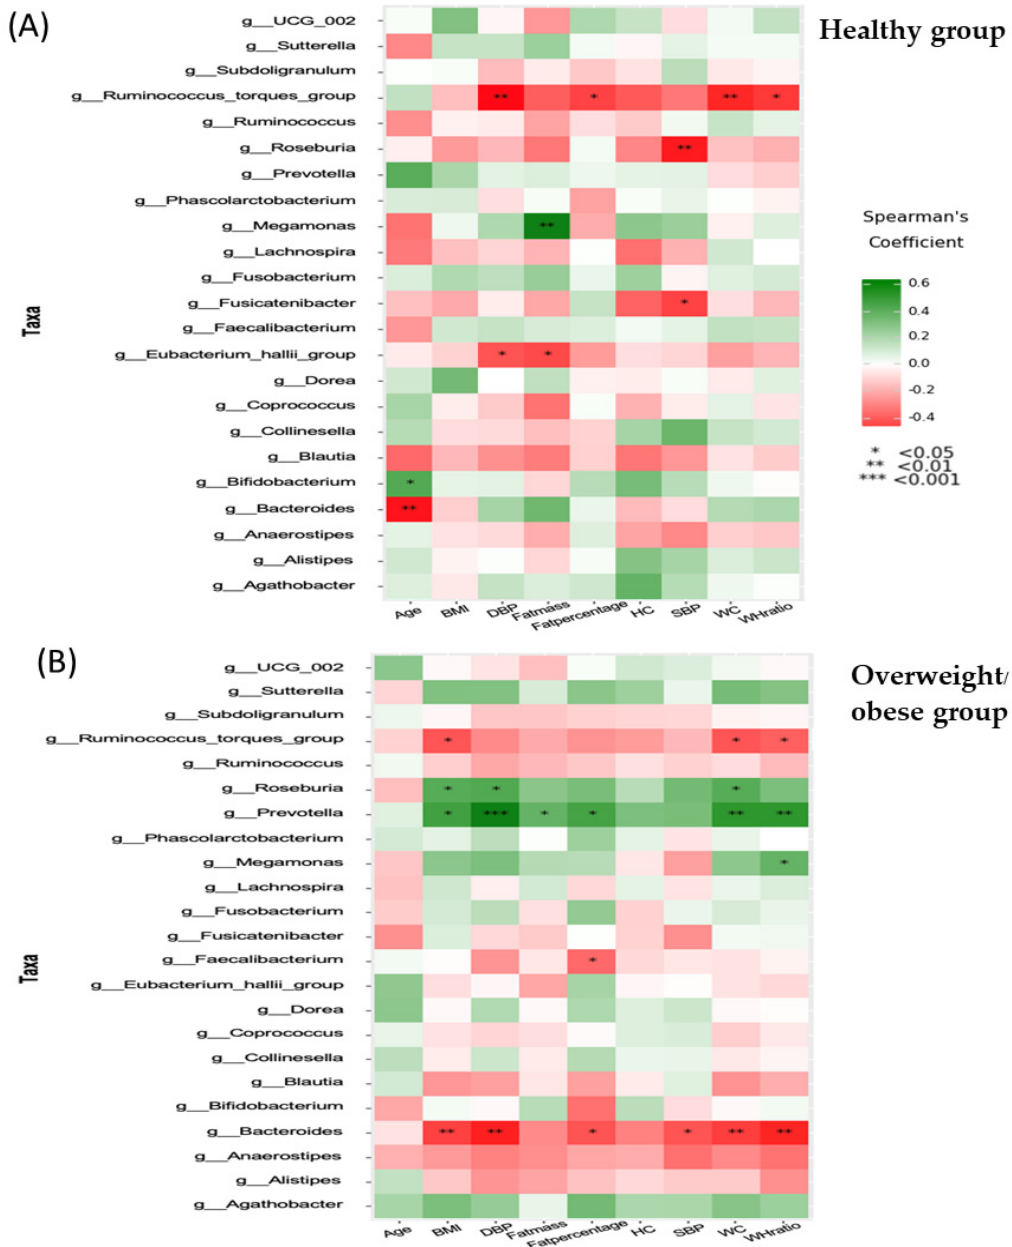 (A)
Healthy group
g__UCG_002
g__Sutterella
g__Subdoligranulum
g__Ruminococcus_torques_group
** * ** *
g__Ruminococcus
g__Roseburia
**
g__Prevotella
g__Phascolarctobacterium
g__Megamonas
**
g__Lachnospira
g__Fusobacterium
g__Fusicatenibacter
*
g__Faecalibacterium
g__Eubacterium_hallii_group
* *
g__Dorea
g__Coprococcus
g__Collinesella
g__Blautia
g__Bifidobacterium
*
g__Bacteroides
**
g__Anaerostipes
g__Alistipes
g__Agathobacter
Taxa
Age BMI DBP Fatmass Fatpercentage HC SBP WC WHratio
Spearman's
Coefficient
0.6
0.4
0.2
0.0
-0.2
-0.4
* <0.05
** <0.01
*** <0.001
(B)
Overweight/
obese group
g__UCG_002
g__Sutterella
g__Subdoligranulum
g__Ruminococcus_torques_group
* * *
g__Ruminococcus
g__Roseburia
* * *
g__Prevotella
* *** * * ** **
g__Phascolarctobacterium
g__Megamonas
*
g__Lachnospira
g__Fusobacterium
g__Fusicatenibacter
g__Faecalibacterium
*
g__Eubacterium_hallii_group
g__Dorea
g__Coprococcus
g__Collinesella
g__Blautia
g__Bifidobacterium
g__Bacteroides
** ** * * ** **
g__Anaerostipes
g__Alistipes
g__Agathobacter
Taxa
Age BMI DBP Fatmass Fatpercentage HC SBP WC WHratio